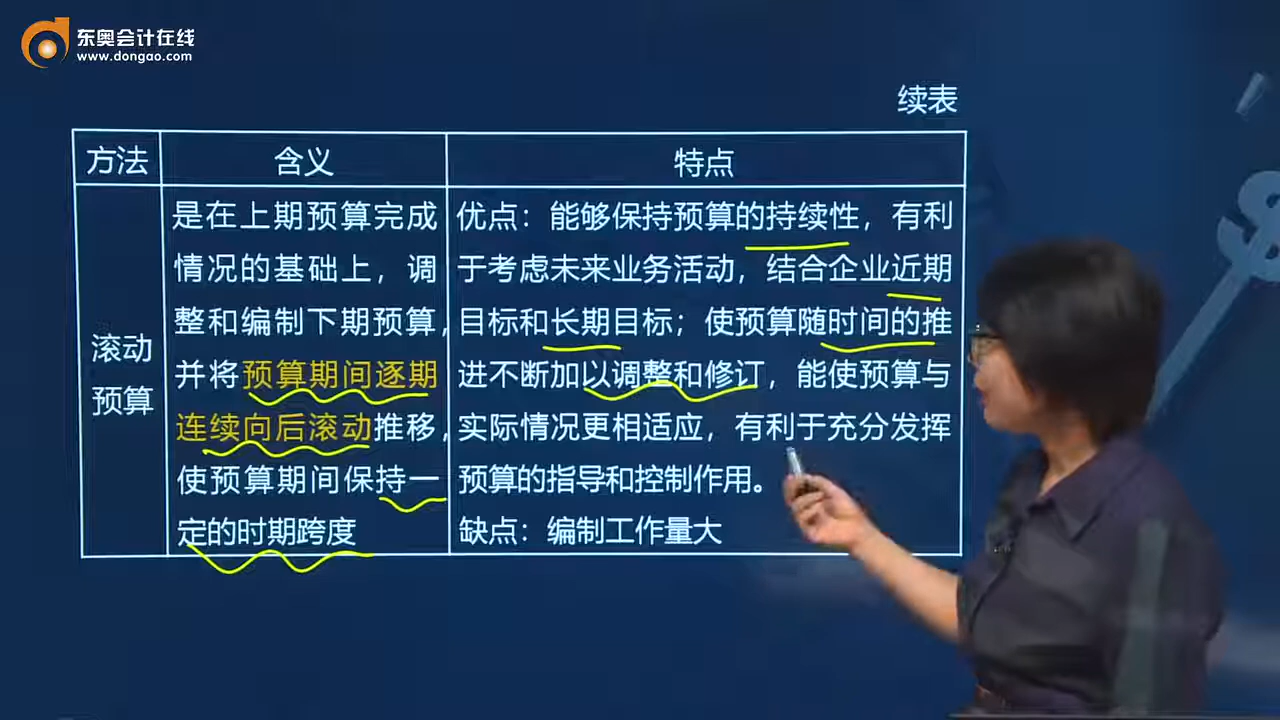 东奥会计在线
www.dongao.com
续表
方法
含义
特点
滚动
预算
是在上期预算完成
情况的基础上，调
整和编制下期预算，
并将预算期间逐期
连续向后滚动推移，
使预算期间保持一
定的时期跨度
优点：能够保持预算的持续性，有利
于考虑未来业务活动，结合企业近期
目标和长期目标；使预算随时间的推
进不断加以调整和修订，能使预算与
实际情况更相适应，有利于充分发挥
预算的指导和控制作用。
缺点：编制工作量大